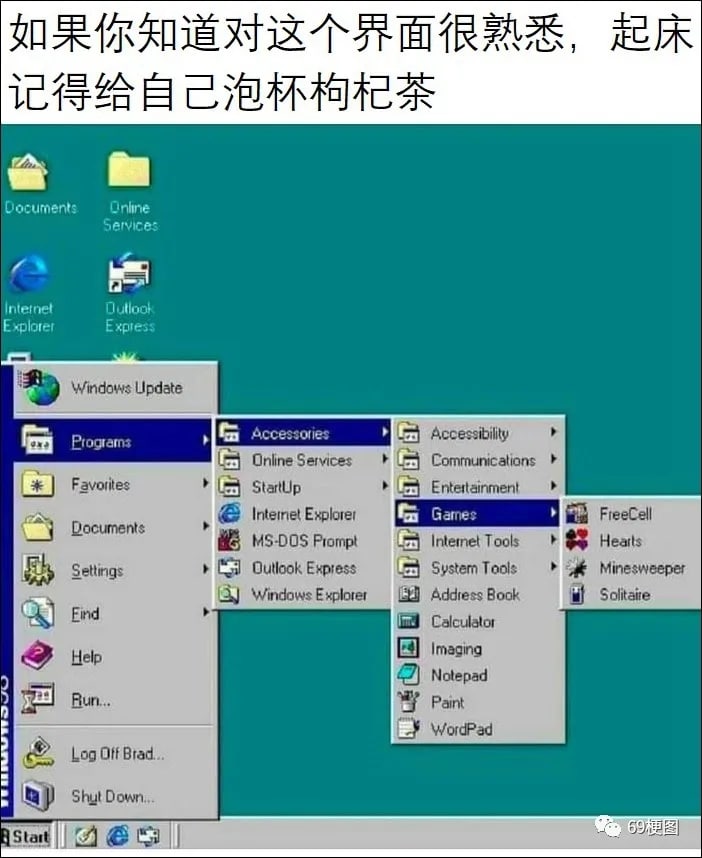 如果你知道对这个界面很熟悉，起床
记得给自己泡杯枸杞茶
Documents
Online
Services
Internet
Explorer
Outlook
Express
Windows Update
Programs
Favorites
Documents
Settings
Find
Help
Run...
Log Off Brad...
Shut Down...
Accessories
Online Services
StartUp
Internet Explorer
MS-DOS Prompt
Outlook Express
Windows Explorer
Accessibility
Communications
Entertainment
Games
Internet Tools
System Tools
Address Book
Calculator
Imaging
Notepad
Paint
WordPad
FreeCell
Hearts
Minesweeper
Solitaire
Windows98
Start
69梗图